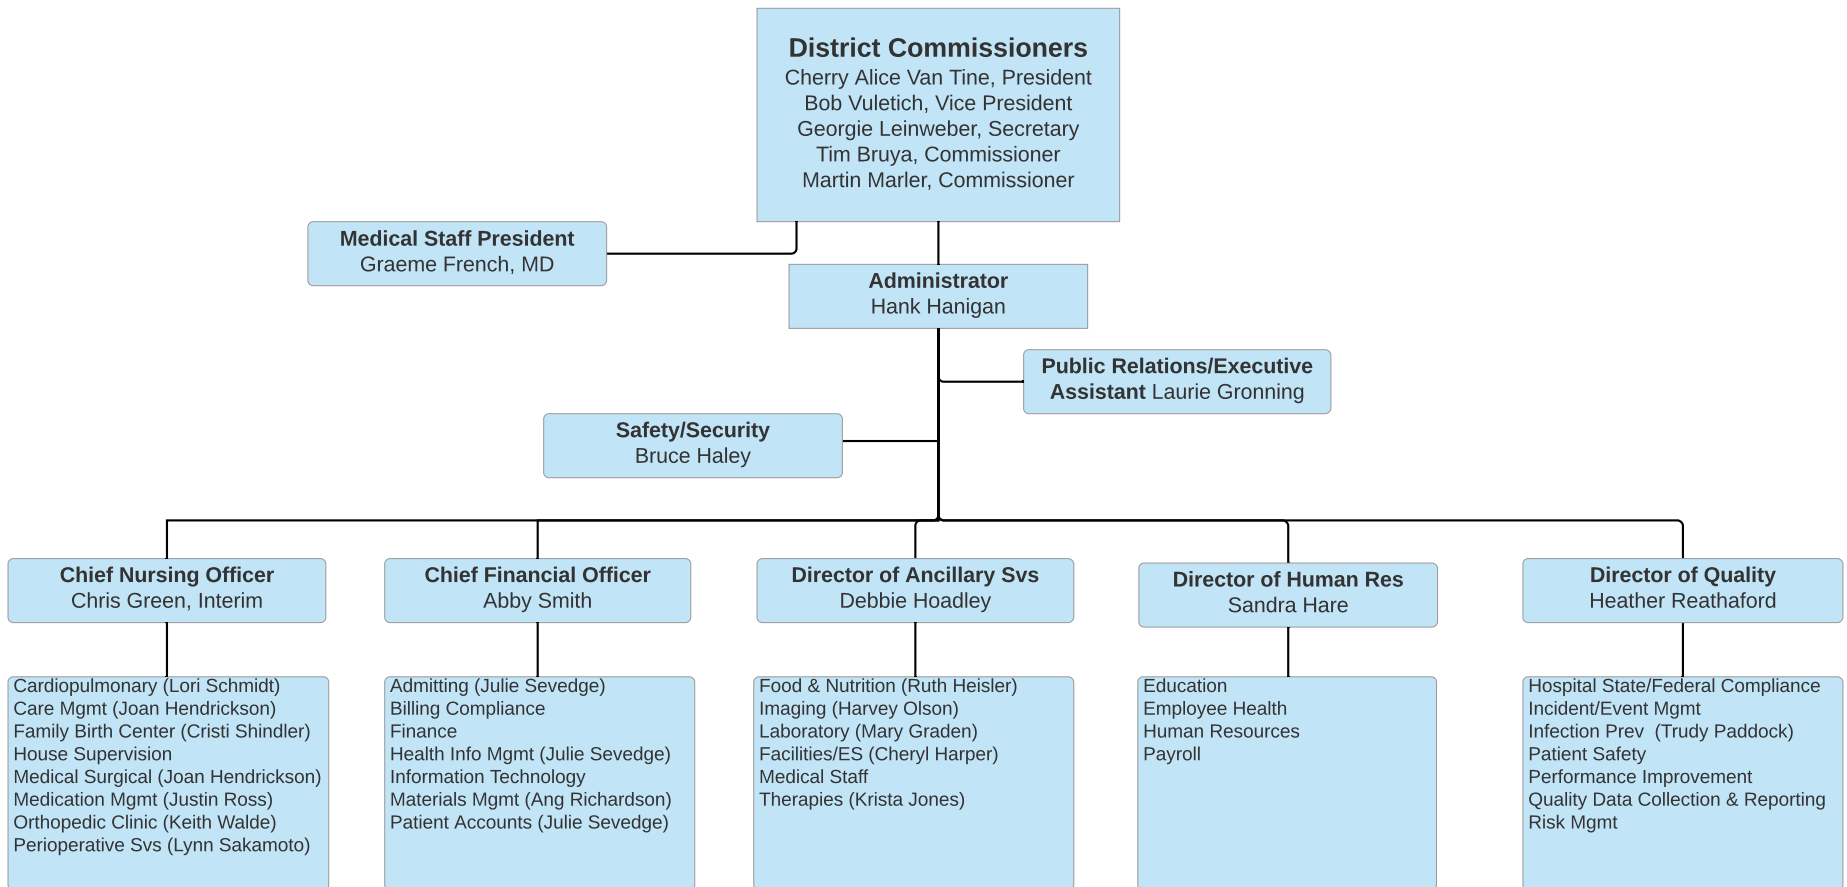 District Commissioners
Cherry Alice Van Tine, President
Bob Vuletich, Vice President
Georgie Leinweber, Secretary
Tim Bruya, Commissioner
Martin Marler, Commissioner
Medical Staff President
Graeme French, MD
Administrator
Hank Hanigan
Public Relations/Executive
Assistant Laurie Gronning
Safety/Security
Bruce Haley
Chief Nursing Officer
Chris Green, Interim
Chief Financial Officer
Abby Smith
Director of Ancillary Svs
Debbie Hoadley
Director of Human Res
Sandra Hare
Director of Quality
Heather Reathaford
Cardiopulmonary (Lori Schmidt)
Care Mgmt (Joan Hendrickson)
Family Birth Center (Cristi Shindler)
House Supervision
Medical Surgical (Joan Hendrickson)
Medication Mgmt (Justin Ross)
Orthopedic Clinic (Keith Walde)
Perioperative Svs (Lynn Sakamoto)
Admitting (Julie Sevedge)
Billing Compliance
Finance
Health Info Mgmt (Julie Sevedge)
Information Technology
Materials Mgmt (Ang Richardson)
Patient Accounts (Julie Sevedge)
Food & Nutrition (Ruth Heisler)
Imaging (Harvey Olson)
Laboratory (Mary Graden)
Facilities/ES (Cheryl Harper)
Medical Staff
Therapies (Krista Jones)
Education
Employee Health
Human Resources
Payroll
Hospital State/Federal Compliance
Incident/Event Mgmt
Infection Prev  (Trudy Paddock)
Patient Safety
Performance Improvement
Quality Data Collection & Reporting
Risk Mgmt